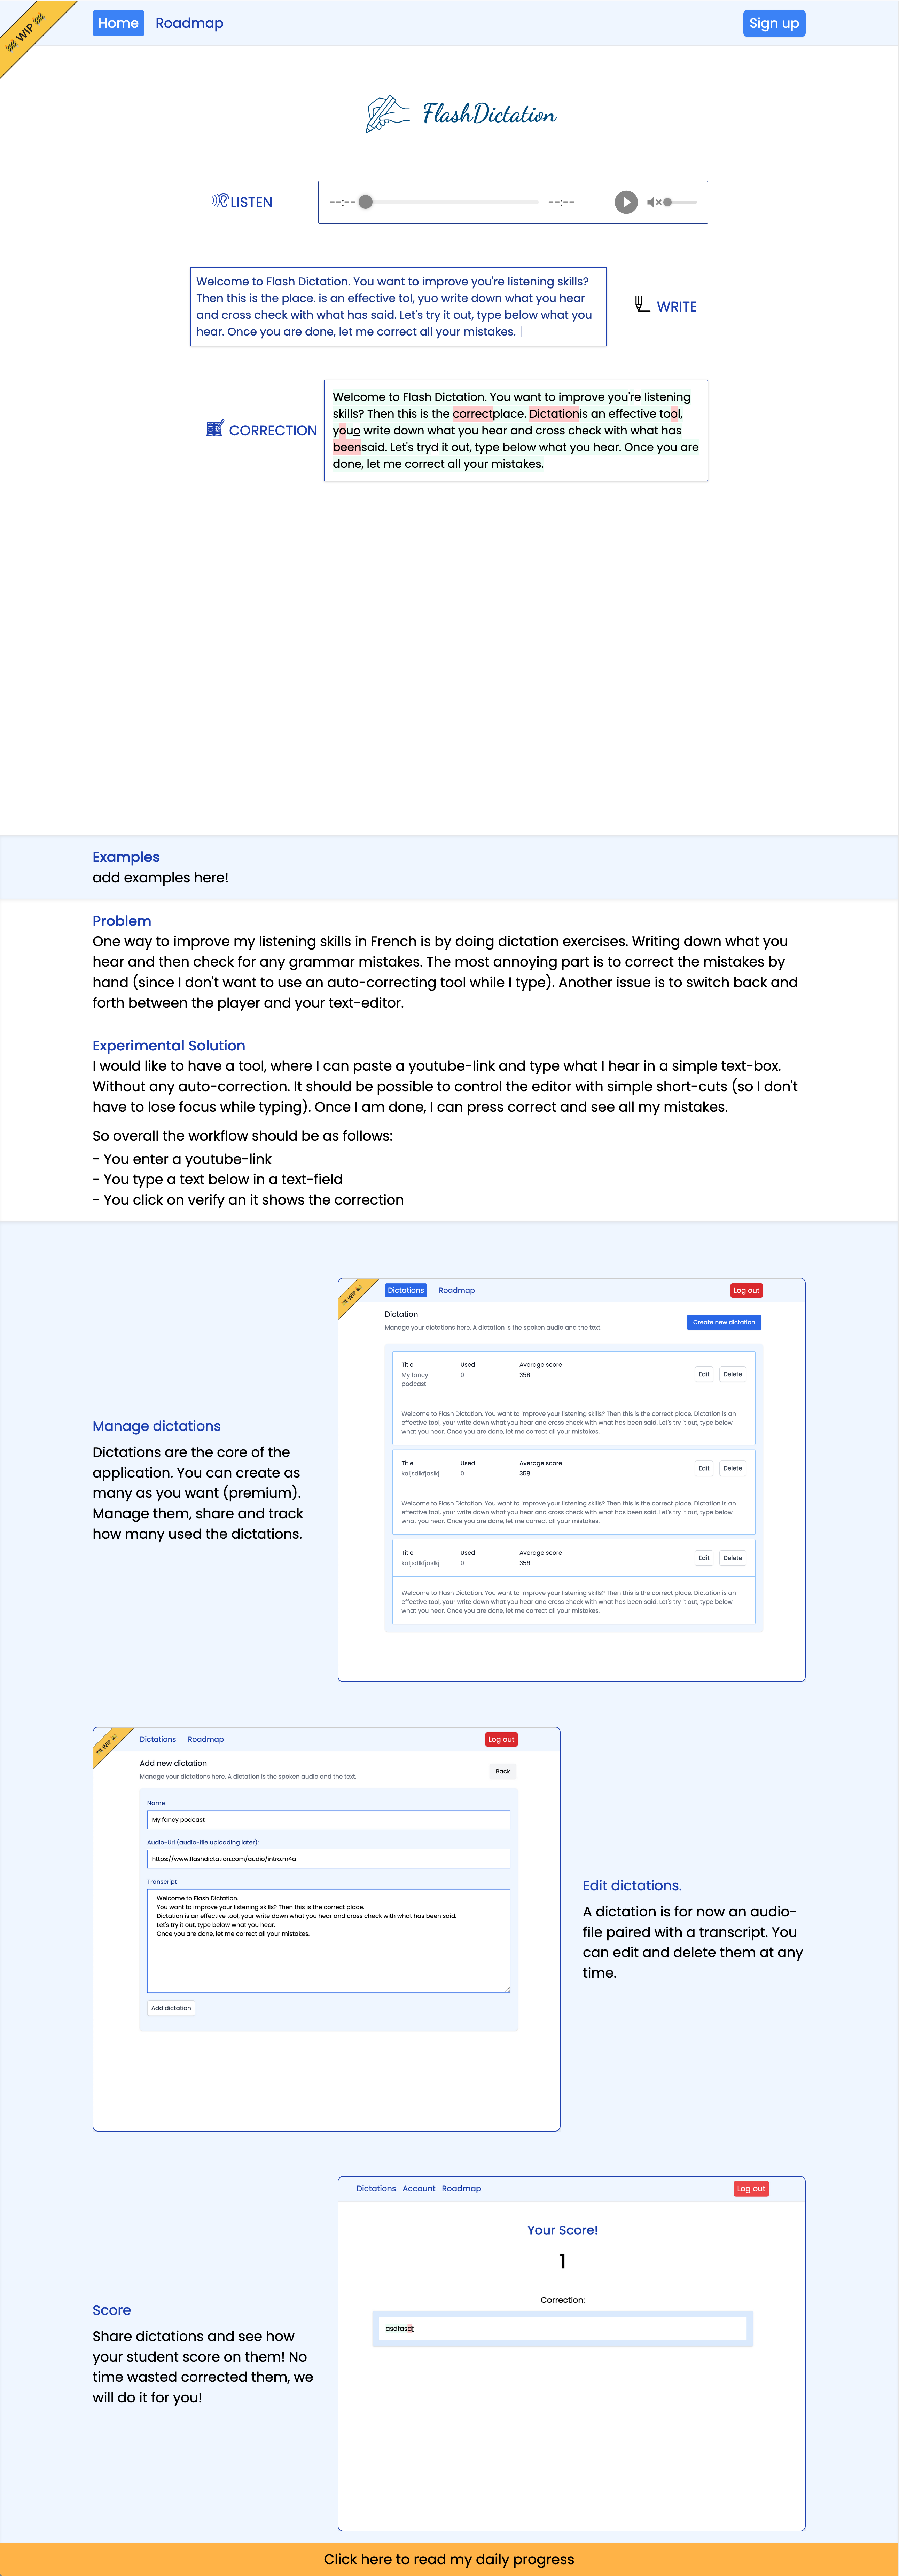 WIP
Home
Roadmap
Sign up
FlashDictation
LISTEN
--:--
--:--
Welcome to Flash Dictation. You want to improve you're listening skills?
Then this is the place. is an effective tol, yuo write down what you hear
and cross check with what has said. Let's try it out, type below what you
hear. Once you are done, let me correct all your mistakes.
WRITE
CORRECTION
Welcome to Flash Dictation. You want to improve you're listening
skills? Then this is the correctplace. Dictationis an effective tool,
youuo write down what you hear and cross check with what has
beensaid. Let's tryd it out, type below what you hear. Once you are
done, let me correct all your mistakes.
Examples
add examples here!
Problem
One way to improve my listening skills in French is by doing dictation exercises. Writing down what you
hear and then check for any grammar mistakes. The most annoying part is to correct the mistakes by
hand (since I don't want to use an auto-correcting tool while I type). Another issue is to switch back and
forth between the player and your text-editor.
Experimental Solution
I would like to have a tool, where I can paste a youtube-link and type what I hear in a simple text-box.
Without any auto-correction. It should be possible to control the editor with simple short-cuts (so I don't
have to lose focus while typing). Once I am done, I can press correct and see all my mistakes.
So overall the workflow should be as follows:
- You enter a youtube-link
- You type a text below in a text-field
- You click on verify an it shows the correction
Manage dictations
Dictations are the core of the
application. You can create as
many as you want (premium).
Manage them, share and track
how many used the dictations.
WIP
Dictations
Roadmap
Log out
Dictation
Manage your dictations here. A dictation is the spoken audio and the text.
Create new dictation
Title
Used
Average score
My fancy
podcast
0
358
Edit
Delete
Welcome to Flash Dictation. You want to improve your listening skills? Then this is the correct place. Dictation is an
effective tool, your write down what you hear and cross check with what has been said. Let's try it out, type below
what you hear. Once you are done, let me correct all your mistakes.
Title
Used
Average score
kaljsdlkfjaslkj
0
358
Edit
Delete
Welcome to Flash Dictation. You want to improve your listening skills? Then this is the correct place. Dictation is an
effective tool, your write down what you hear and cross check with what has been said. Let's try it out, type below
what you hear. Once you are done, let me correct all your mistakes.
Title
Used
Average score
kaljsdlkfjaslkj
0
358
Edit
Delete
Welcome to Flash Dictation. You want to improve your listening skills? Then this is the correct place. Dictation is an
effective tool, your write down what you hear and cross check with what has been said. Let's try it out, type below
what you hear. Once you are done, let me correct all your mistakes.
WIP
Dictations
Roadmap
Log out
Add new dictation
Manage your dictations here. A dictation is the spoken audio and the text.
Back
Name
My fancy podcast
Audio-Url (audio-file uploading later):
https://www.flashdictation.com/audio/intro.m4a
Transcript
Welcome to Flash Dictation.
You want to improve your listening skills? Then this is the correct place.
Dictation is an effective tool, your write down what you hear and cross check with what has been said.
Let's try it out, type below what you hear.
Once you are done, let me correct all your mistakes.
Add dictation
Edit dictations.
A dictation is for now an audio-
file paired with a transcript. You
can edit and delete them at any
time.
Score
Share dictations and see how
your student score on them! No
time wasted corrected them, we
will do it for you!
Dictations
Account
Roadmap
Log out
Your Score!
1
Correction:
asdfasdf
Click here to read my daily progress